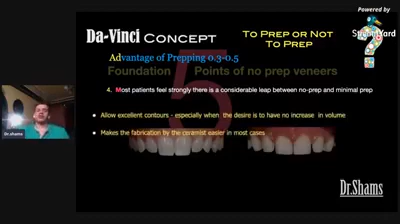 Powered by
StreamYard
Da-Vinci Concept
To Prep or Not To Prep
?
Advantage of Prepping 0.3-0.5
5
Foundation Points of no prep veneers
4. Most patients feel strongly there is a considerable leap between no-prep and minimal prep
Allow excellent contours - especially when the desire is to have no increase in volume
Makes the fabrication by the ceramist easier in most cases
Dr.shams
Dr.Shams